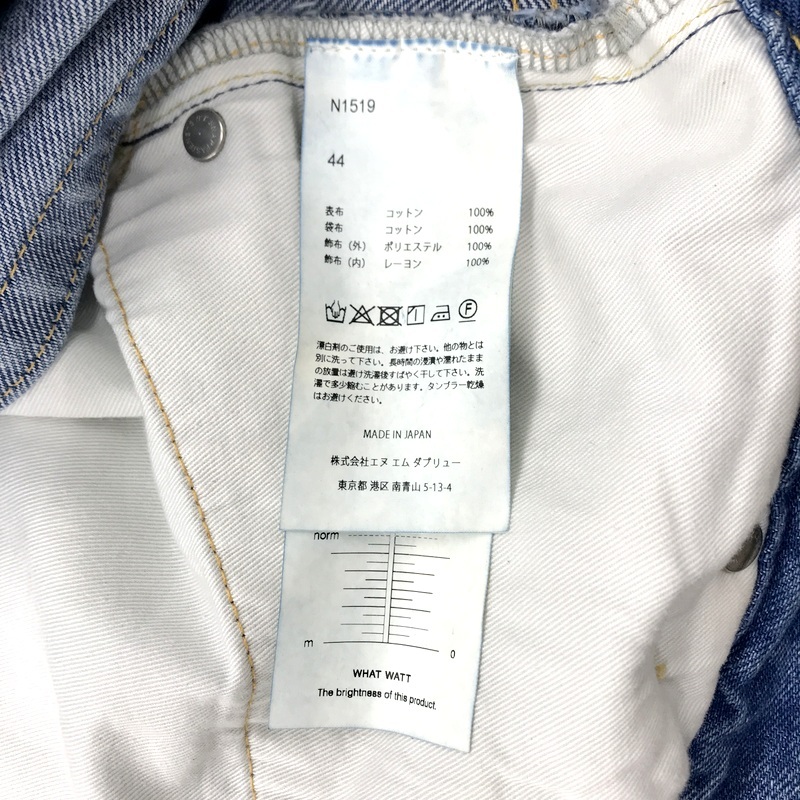 N1519
44
表布 コットン 100%
袋布 コットン 100%
飾布（外） ポリエステル 100%
飾布（内） レーヨン 100%
F
漂白剤のご使用は、お避け下さい。他の物とは
別に洗って下さい。長時間の浸漬や濡れたまま
の放置は避け洗濯後すばやく干して下さい。洗
濯で多少縮むことがあります。タンブラー乾燥
はお避けください。
MADE IN JAPAN
株式会社エヌ エム ダブリュー
東京都 港区 南青山 5-13-4
norm
m 0
WHAT WATT
The brightness of this product.